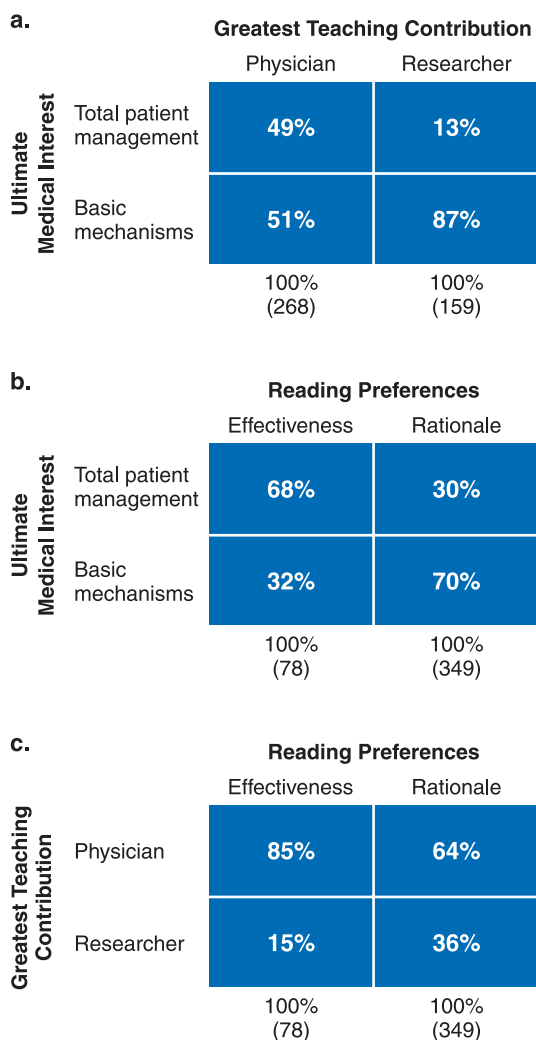 a.
Greatest Teaching Contribution
Physician Researcher
Ultimate
Medical Interest
Total patient
management
49% 13%
Basic
mechanisms
51% 87%
100% 100%
(268) (159)
b.
Reading Preferences
Effectiveness Rationale
Ultimate
Medical Interest
Total patient
management
68% 30%
Basic
mechanisms
32% 70%
100% 100%
(78) (349)
c.
Reading Preferences
Effectiveness Rationale
Greatest Teaching
Contribution
Physician
85% 64%
Researcher
15% 36%
100% 100%
(78) (349)